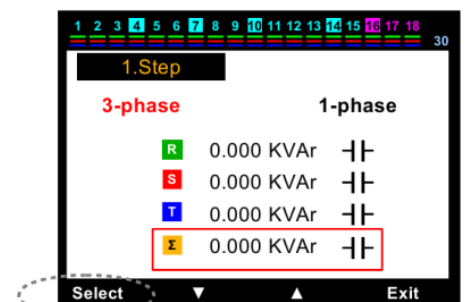 1 2 3 4 5 6 7 8 9 10 11 12 13 14 15 16 17 18
30
1.Step
3-phase 1-phase
R 0.000 KVAr
S 0.000 KVAr
T 0.000 KVAr
Σ 0.000 KVAr
Select ▼ ▲ Exit